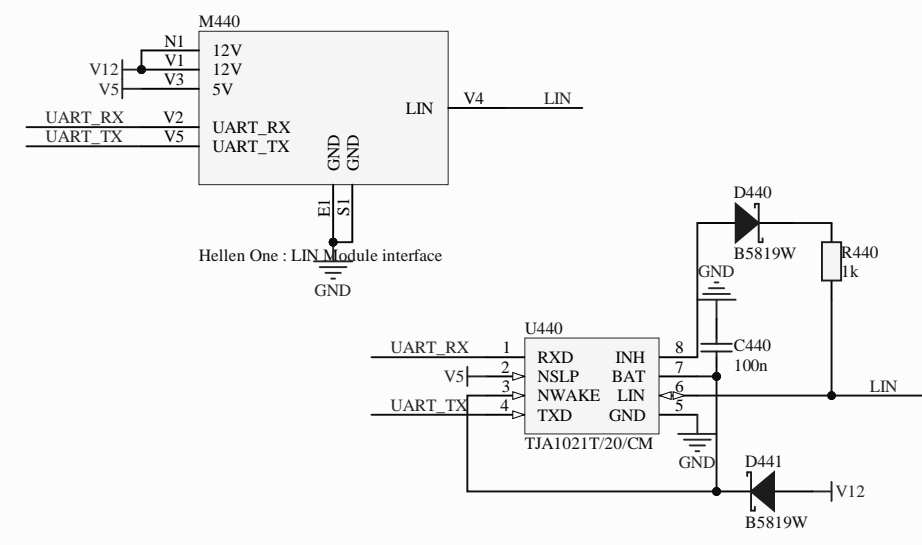 M440
N1
12V
V12
V1
12V
V5
V3
5V
LIN
V4
LIN
UART_RX
V2
UART_RX
UART_TX
V5
UART_TX
GND
GND
E1
S1
Hellen One : LIN Module interface
GND
D440
B5819W
R440
1k
GND
C440
100n
U440
UART_RX
1
RXD
INH
8
V5
2
NSLP
BAT
7
3
NWAKE
LIN
6
LIN
UART_TX
4
TXD
GND
5
TJA1021T/20/CM
GND
D441
V12
B5819W